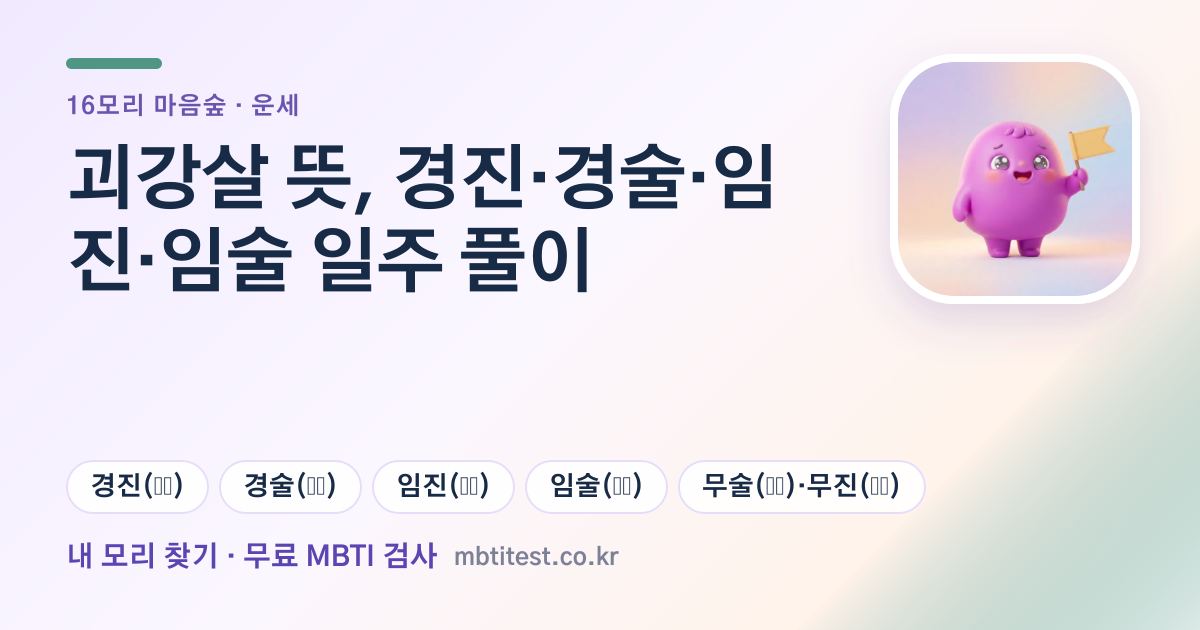 16모리 마음숲 · 운세
괴강살 뜻, 경진·경술·임
진·임술 일주 풀이
경진(▯▯) 경술(▯▯) 임진(▯▯) 임술(▯▯) 무술(▯▯)·무진(▯▯)
내 모리 찾기 · 무료 MBTI 검사 mbtitest.co.kr